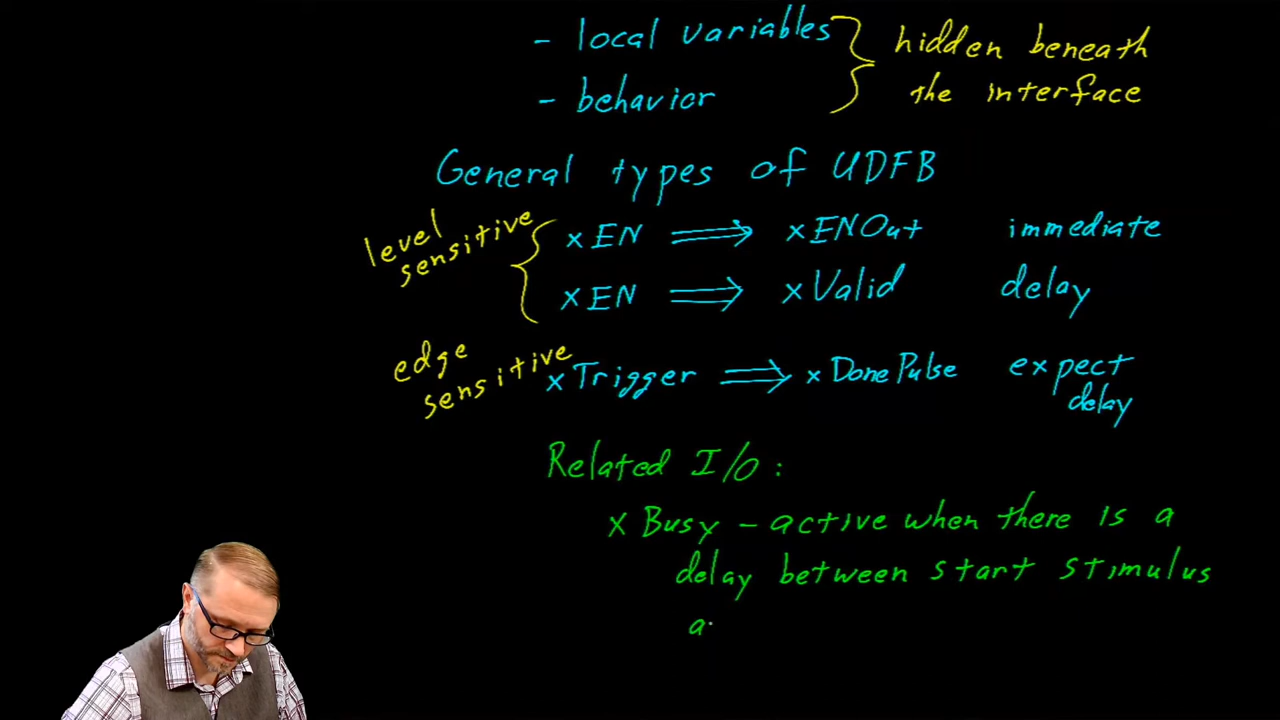 - local variables } hidden beneath
- behavior the interface
General types of UDFB
level sensitive { xEN ⟹ xENOut immediate
xEN ⟹ xValid delay
edge sensitive xTrigger ⟹ xDonePulse expect delay
Related I/O:
xBusy - active when there is a
delay between start stimulus
a